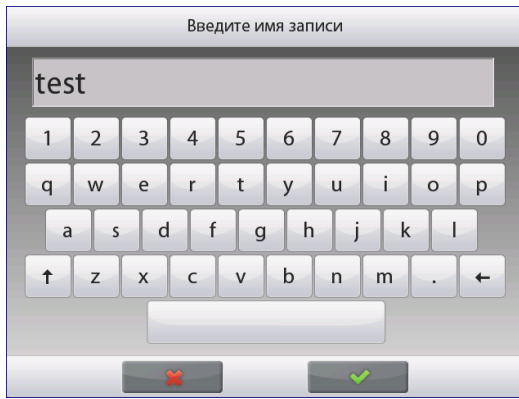 Введите имя записи
test
1 2 3 4 5 6 7 8 9 0
q w e r t y u i o p
a s d f g h j k l
↑ z x c v b n m . ←